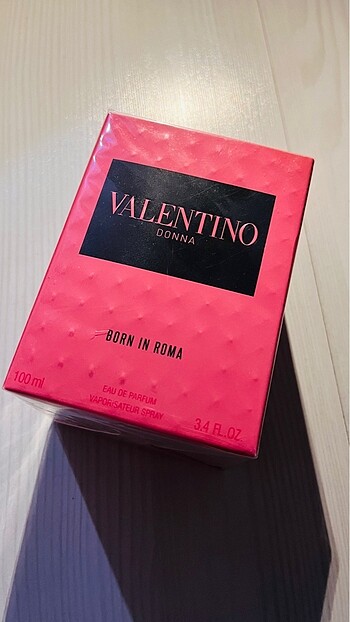 VALENTINO
DONNA
BORN IN ROMA
100 ml
EAU DE PARFUM
VAPORISATEUR SPRAY
3.4 FL.OZ